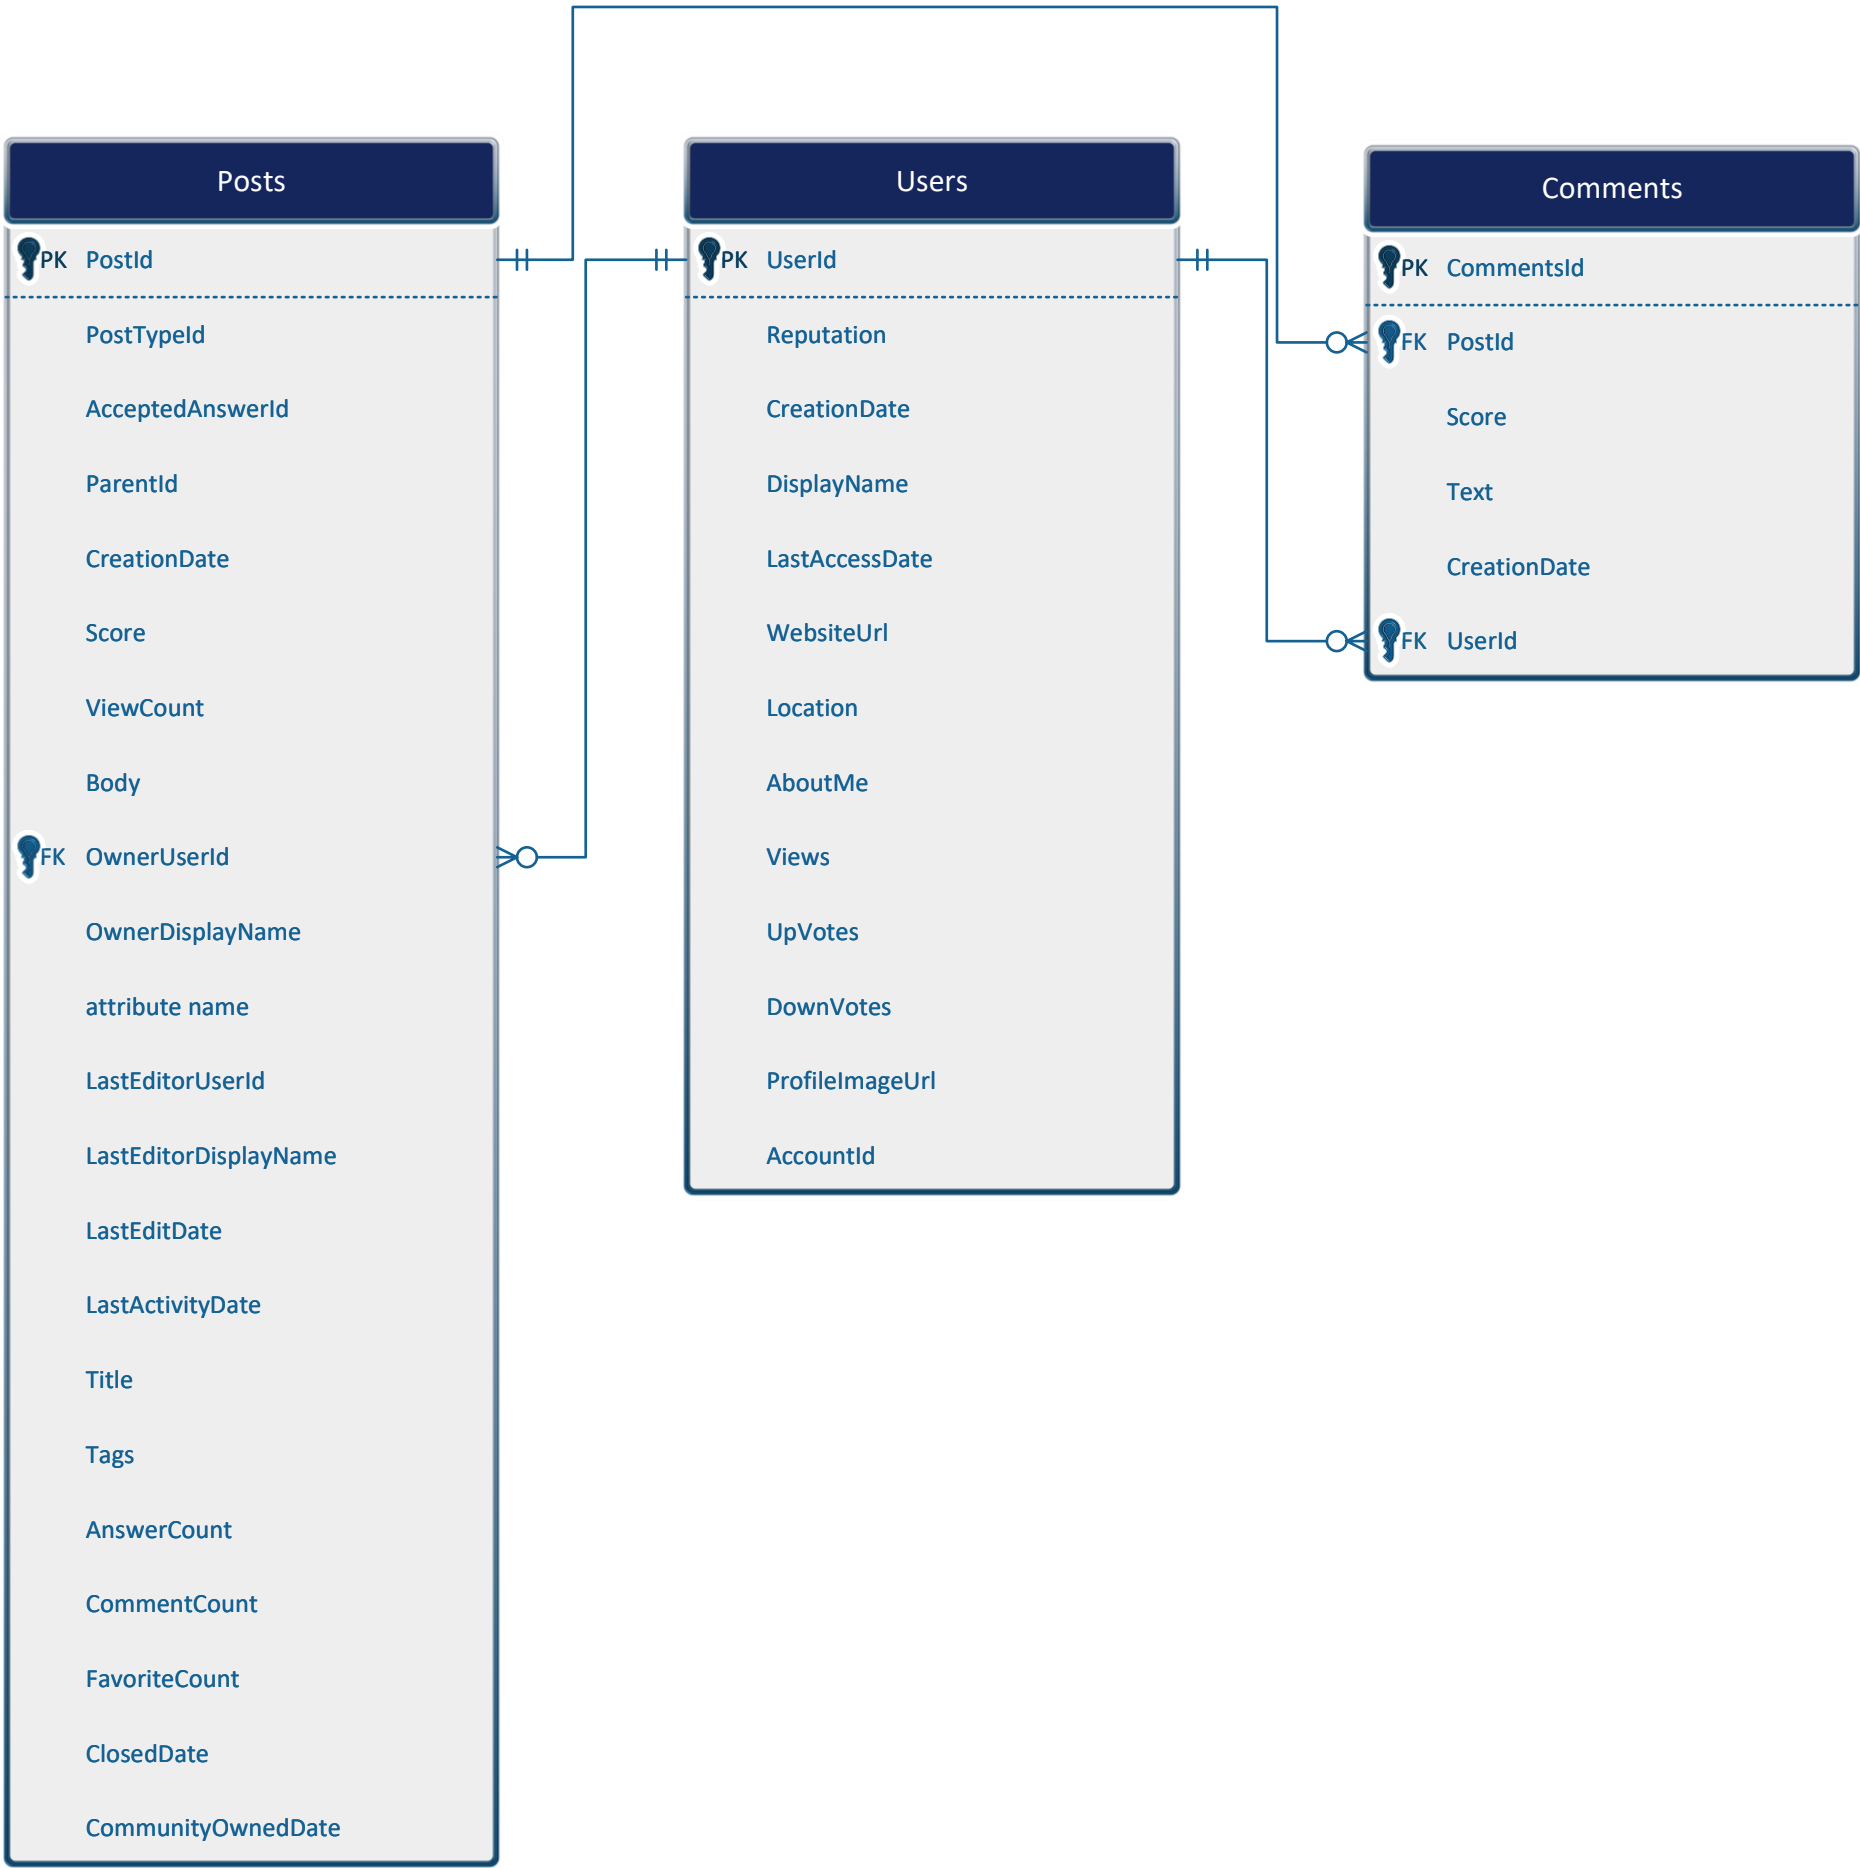 Posts
PK PostId
PostTypeId
AcceptedAnswerId
ParentId
CreationDate
Score
ViewCount
Body
FK OwnerUserId
OwnerDisplayName
attribute name
LastEditorUserId
LastEditorDisplayName
LastEditDate
LastActivityDate
Title
Tags
AnswerCount
CommentCount
FavoriteCount
ClosedDate
CommunityOwnedDate
Users
PK UserId
Reputation
CreationDate
DisplayName
LastAccessDate
WebsiteUrl
Location
AboutMe
Views
UpVotes
DownVotes
ProfileImageUrl
AccountId
Comments
PK CommentsId
FK PostId
Score
Text
CreationDate
FK UserId